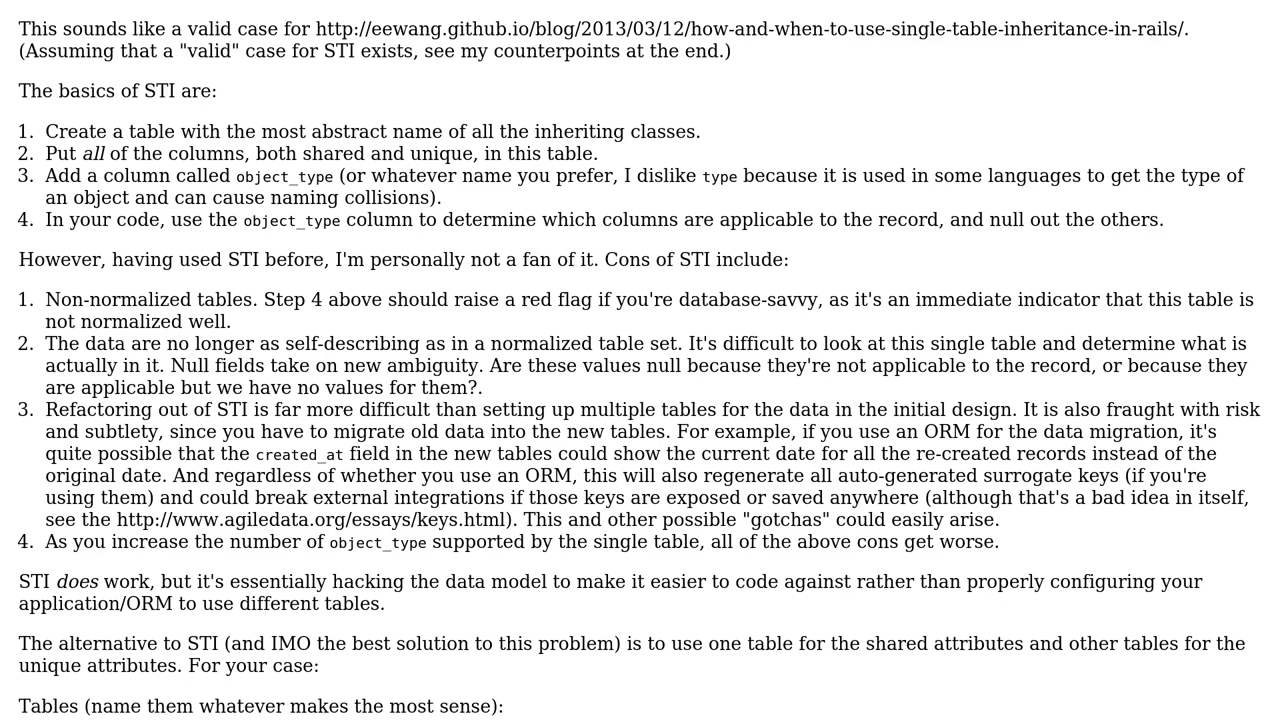 This sounds like a valid case for http://eewang.github.io/blog/2013/03/12/how-and-when-to-use-single-table-inheritance-in-rails/.
(Assuming that a "valid" case for STI exists, see my counterpoints at the end.)
The basics of STI are:
1. Create a table with the most abstract name of all the inheriting classes.
2. Put all of the columns, both shared and unique, in this table.
3. Add a column called object_type (or whatever name you prefer, I dislike type because it is used in some languages to get the type of
an object and can cause naming collisions).
4. In your code, use the object_type column to determine which columns are applicable to the record, and null out the others.
However, having used STI before, I'm personally not a fan of it. Cons of STI include:
1. Non-normalized tables. Step 4 above should raise a red flag if you're database-savvy, as it's an immediate indicator that this table is
not normalized well.
2. The data are no longer as self-describing as in a normalized table set. It's difficult to look at this single table and determine what is
actually in it. Null fields take on new ambiguity. Are these values null because they're not applicable to the record, or because they
are applicable but we have no values for them?.
3. Refactoring out of STI is far more difficult than setting up multiple tables for the data in the initial design. It is also fraught with risk
and subtlety, since you have to migrate old data into the new tables. For example, if you use an ORM for the data migration, it's
quite possible that the created_at field in the new tables could show the current date for all the re-created records instead of the
original date. And regardless of whether you use an ORM, this will also regenerate all auto-generated surrogate keys (if you're
using them) and could break external integrations if those keys are exposed or saved anywhere (although that's a bad idea in itself,
see the http://www.agiledata.org/essays/keys.html). This and other possible "gotchas" could easily arise.
4. As you increase the number of object_type supported by the single table, all of the above cons get worse.
STI does work, but it's essentially hacking the data model to make it easier to code against rather than properly configuring your
application/ORM to use different tables.
The alternative to STI (and IMO the best solution to this problem) is to use one table for the shared attributes and other tables for the
unique attributes. For your case:
Tables (name them whatever makes the most sense):